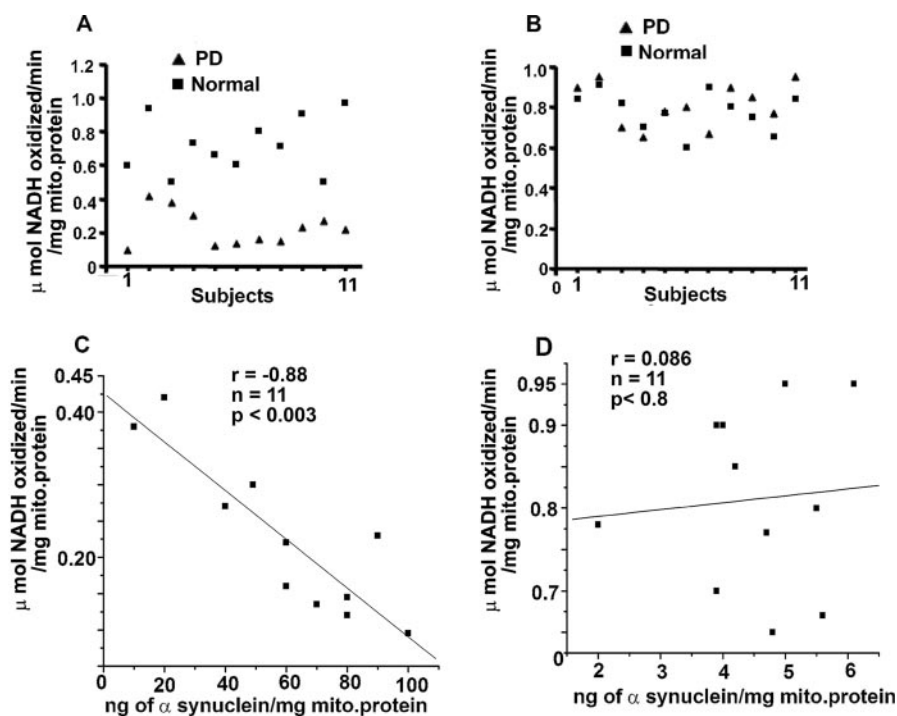 A
▲ PD
■ Normal
1.2
1.0
0.8
0.6
0.4
0.2
0
1
11
Subjects
μ mol NADH oxidized/min
/mg mito.protein
B
▲ PD
■ Normal
1.0
0.8
0.6
0.4
0.2
0
0
1
11
Subjects
μ mol NADH oxidized/min
/mg mito.protein
C
r = -0.88
n = 11
p < 0.003
0.45
0.40
0.20
0
20
40
60
80
100
ng of α synuclein/mg mito.protein
μ mol NADH oxidized/min
/mg mito.protein
D
r = 0.086
n = 11
p< 0.8
0.95
0.9
0.8
0.7
0
2
3
4
5
6
ng of α synuclein/mg mito.protein
μ mol NADH oxidized/min
/mg mito.protein